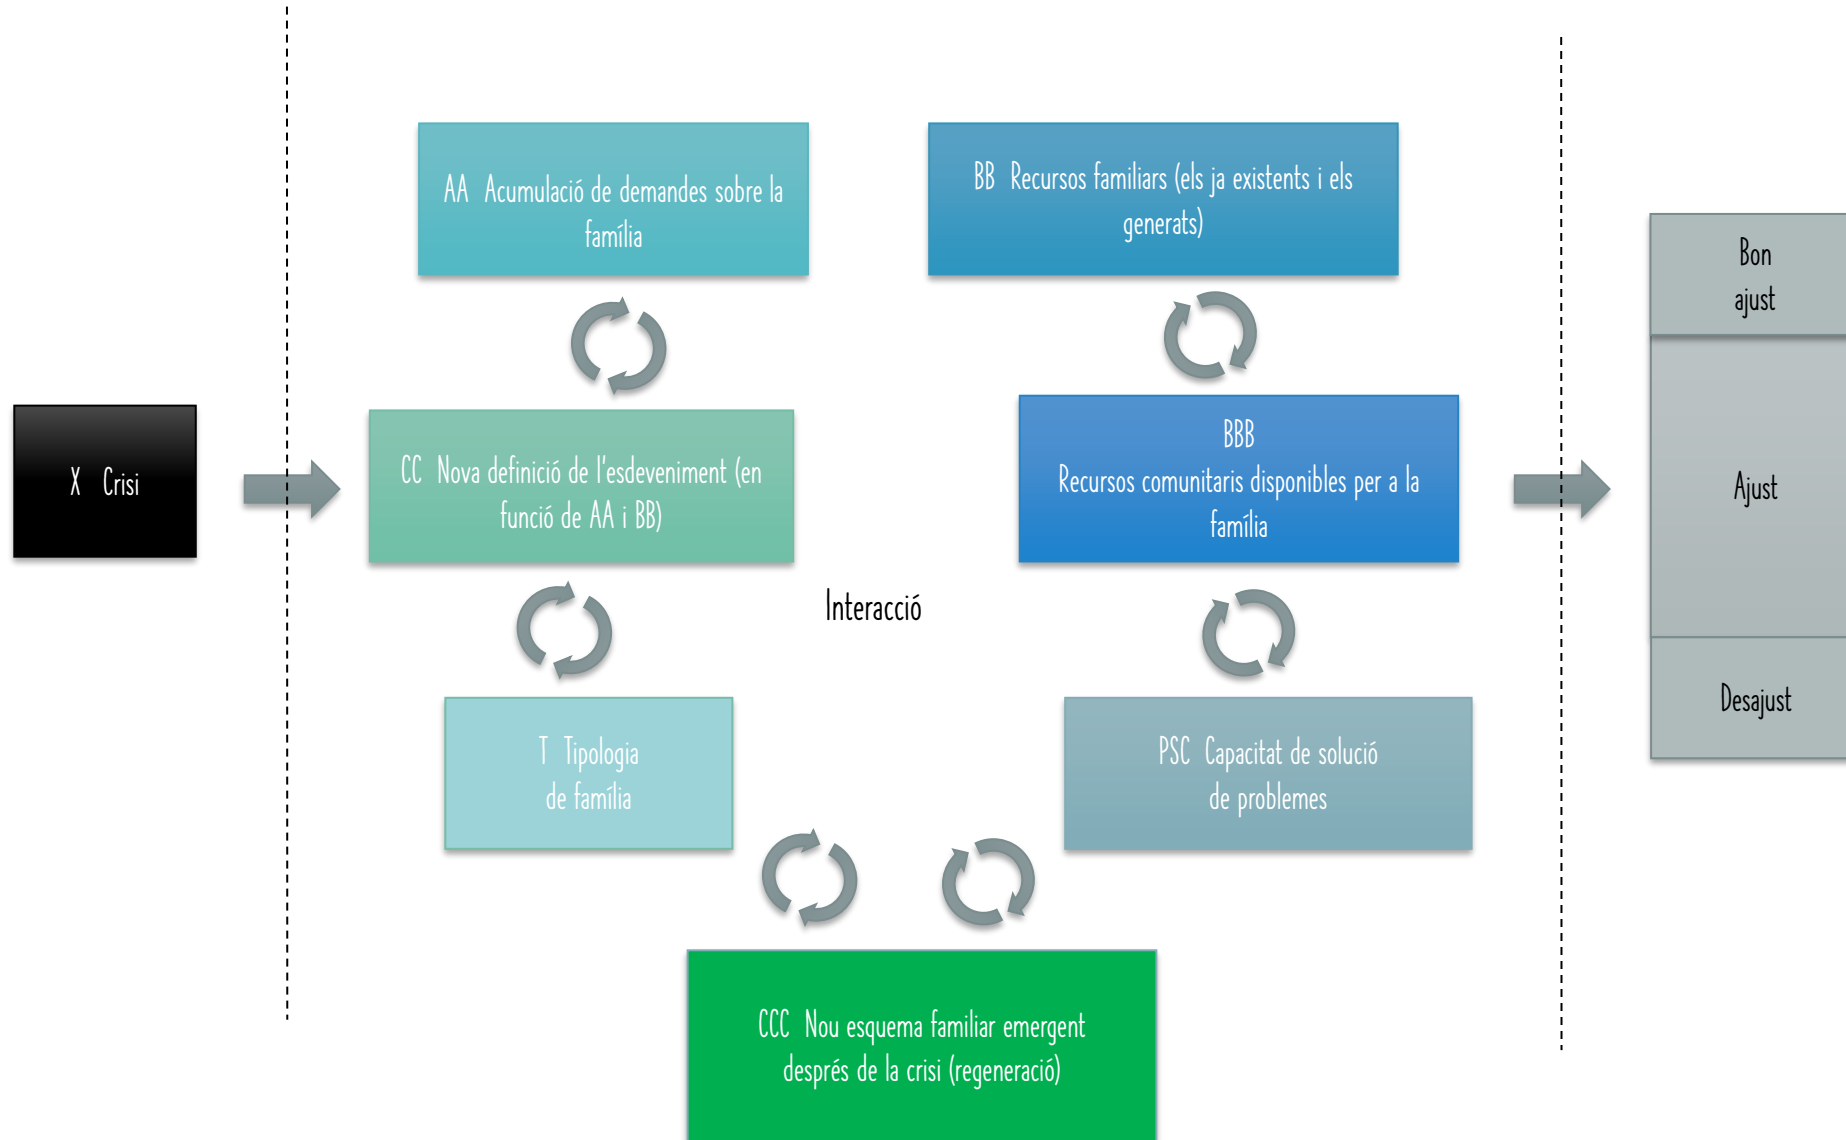 X Crisi
AA Acumulació de demandes sobre la
família
CC Nova definició de l'esdeveniment (en
funció de AA i BB)
T Tipologia
de família
Interacció
BB Recursos familiars (els ja existents i els
generats)
BBB
Recursos comunitaris disponibles per a la
família
PSC Capacitat de solució
de problemes
CCC Nou esquema familiar emergent
després de la crisi (regeneració)
Bon
ajust
Ajust
Desajust